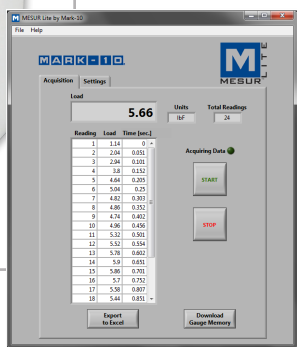 MESUR Lite by Mark-10
File Help
MARK-10
M
LITE
MESUR
Acquisition Settings
Load
5.66
Units
lbF
Total Readings
24
Reading Load Time [sec.]
1 1.14 0
2 2.04 0.051
3 2.94 0.101
4 3.8 0.152
5 4.64 0.205
6 5.04 0.25
7 4.82 0.303
8 4.86 0.352
9 4.74 0.402
10 4.96 0.456
11 5.32 0.501
12 5.52 0.554
13 5.78 0.602
14 5.9 0.651
15 5.86 0.701
16 5.7 0.752
17 5.58 0.807
18 5.44 0.851
Acquiring Data
START
STOP
Export
to Excel
Download
Gauge Memory